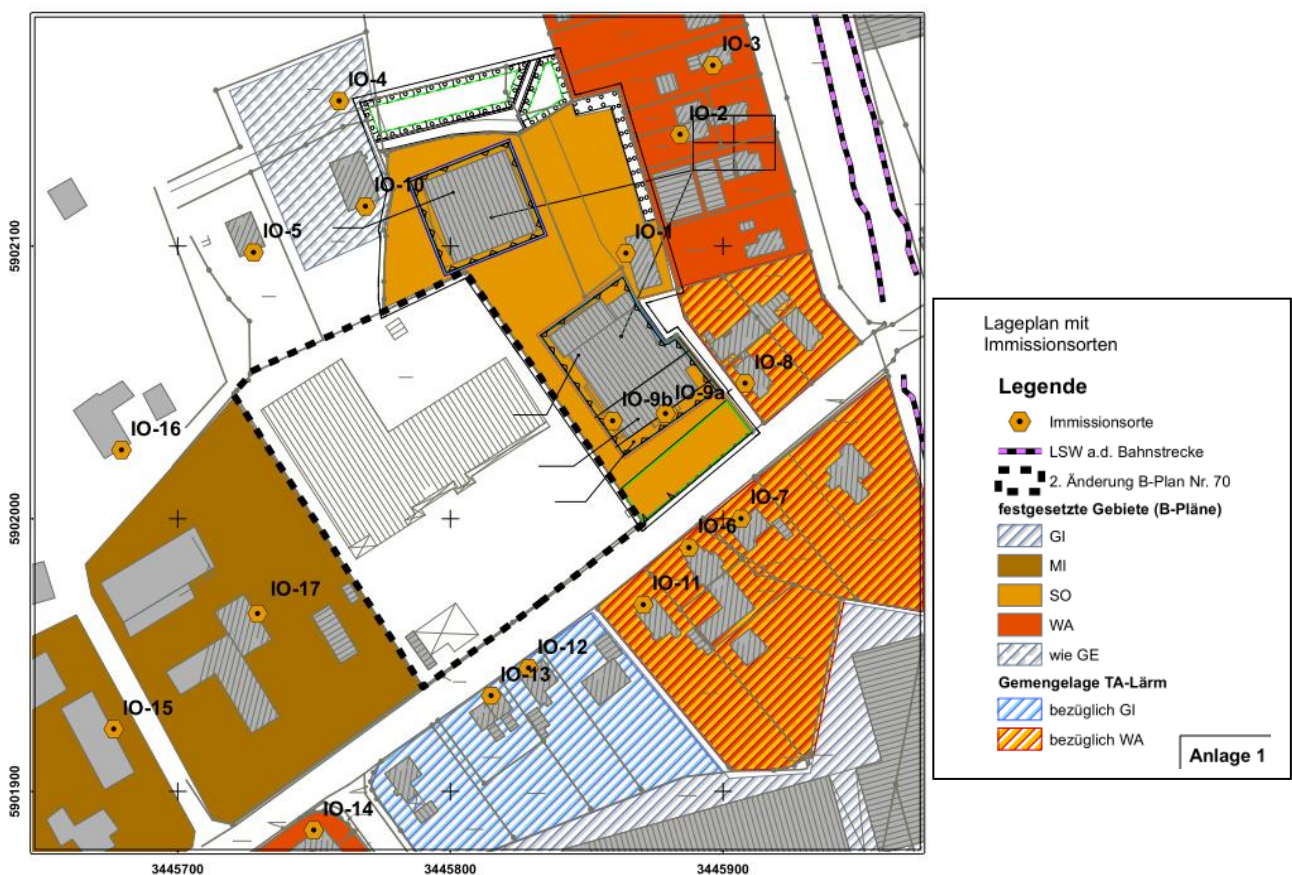 IO-3
IO-4
IO-2
IO-10
IO-5
IO-1
IO-8
IO-9a
IO-9b
IO-16
IO-7
IO-6
IO-11
IO-17
IO-12
IO-13
IO-15
IO-14
5902100
5902000
5901900
3445700
3445800
3445900
Lageplan mit
Immissionsorten
Legende
Immissionsorte
LSW a.d. Bahnstrecke
2. Änderung B-Plan Nr. 70
festgesetzte Gebiete (B-Pläne)
GI
MI
SO
WA
wie GE
Gemengelage TA-Lärm
bezüglich GI
bezüglich WA
Anlage 1